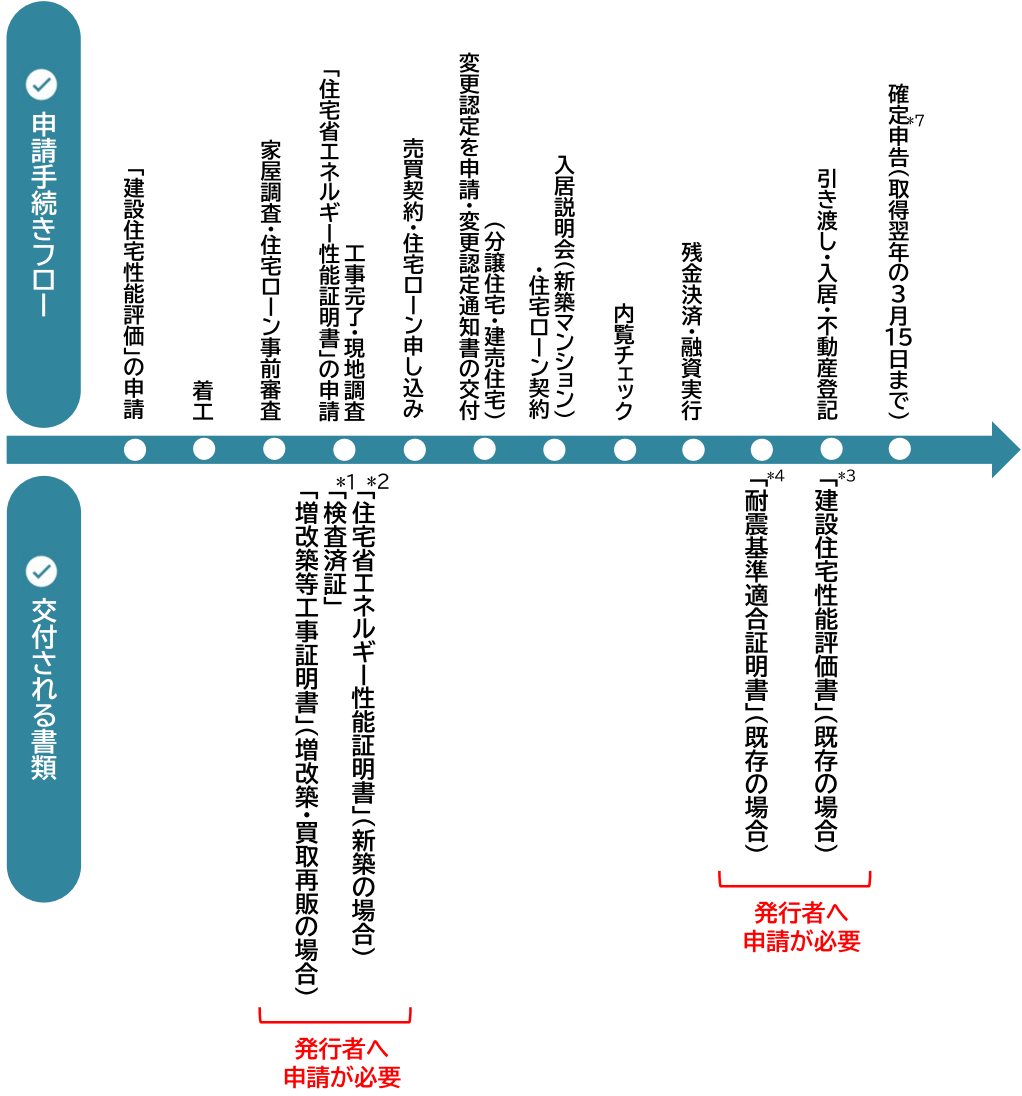 申請手続きフロー
「建設住宅性能評価」の申請
着工
家屋調査・住宅ローン事前審査
「住宅省エネルギー性能証明書」の申請
工事完了・現地調査
売買契約・住宅ローン申し込み
変更認定を申請・変更認定通知書の交付
（分譲住宅・建売住宅）
入居説明会（新築マンション）
・住宅ローン契約
内覧チェック
残金決済・融資実行
引き渡し・入居・不動産登記
確定申告（取得翌年の3月15日まで）
*7
交付される書類
「増改築等工事証明書」（増改築・買取再販の場合）
「検査済証」
*1
「住宅省エネルギー性能証明書」（新築の場合）
*2
発行者へ
申請が必要
「耐震基準適合証明書」（既存の場合）
*4
「建設住宅性能評価書」（既存の場合）
*3
発行者へ
申請が必要